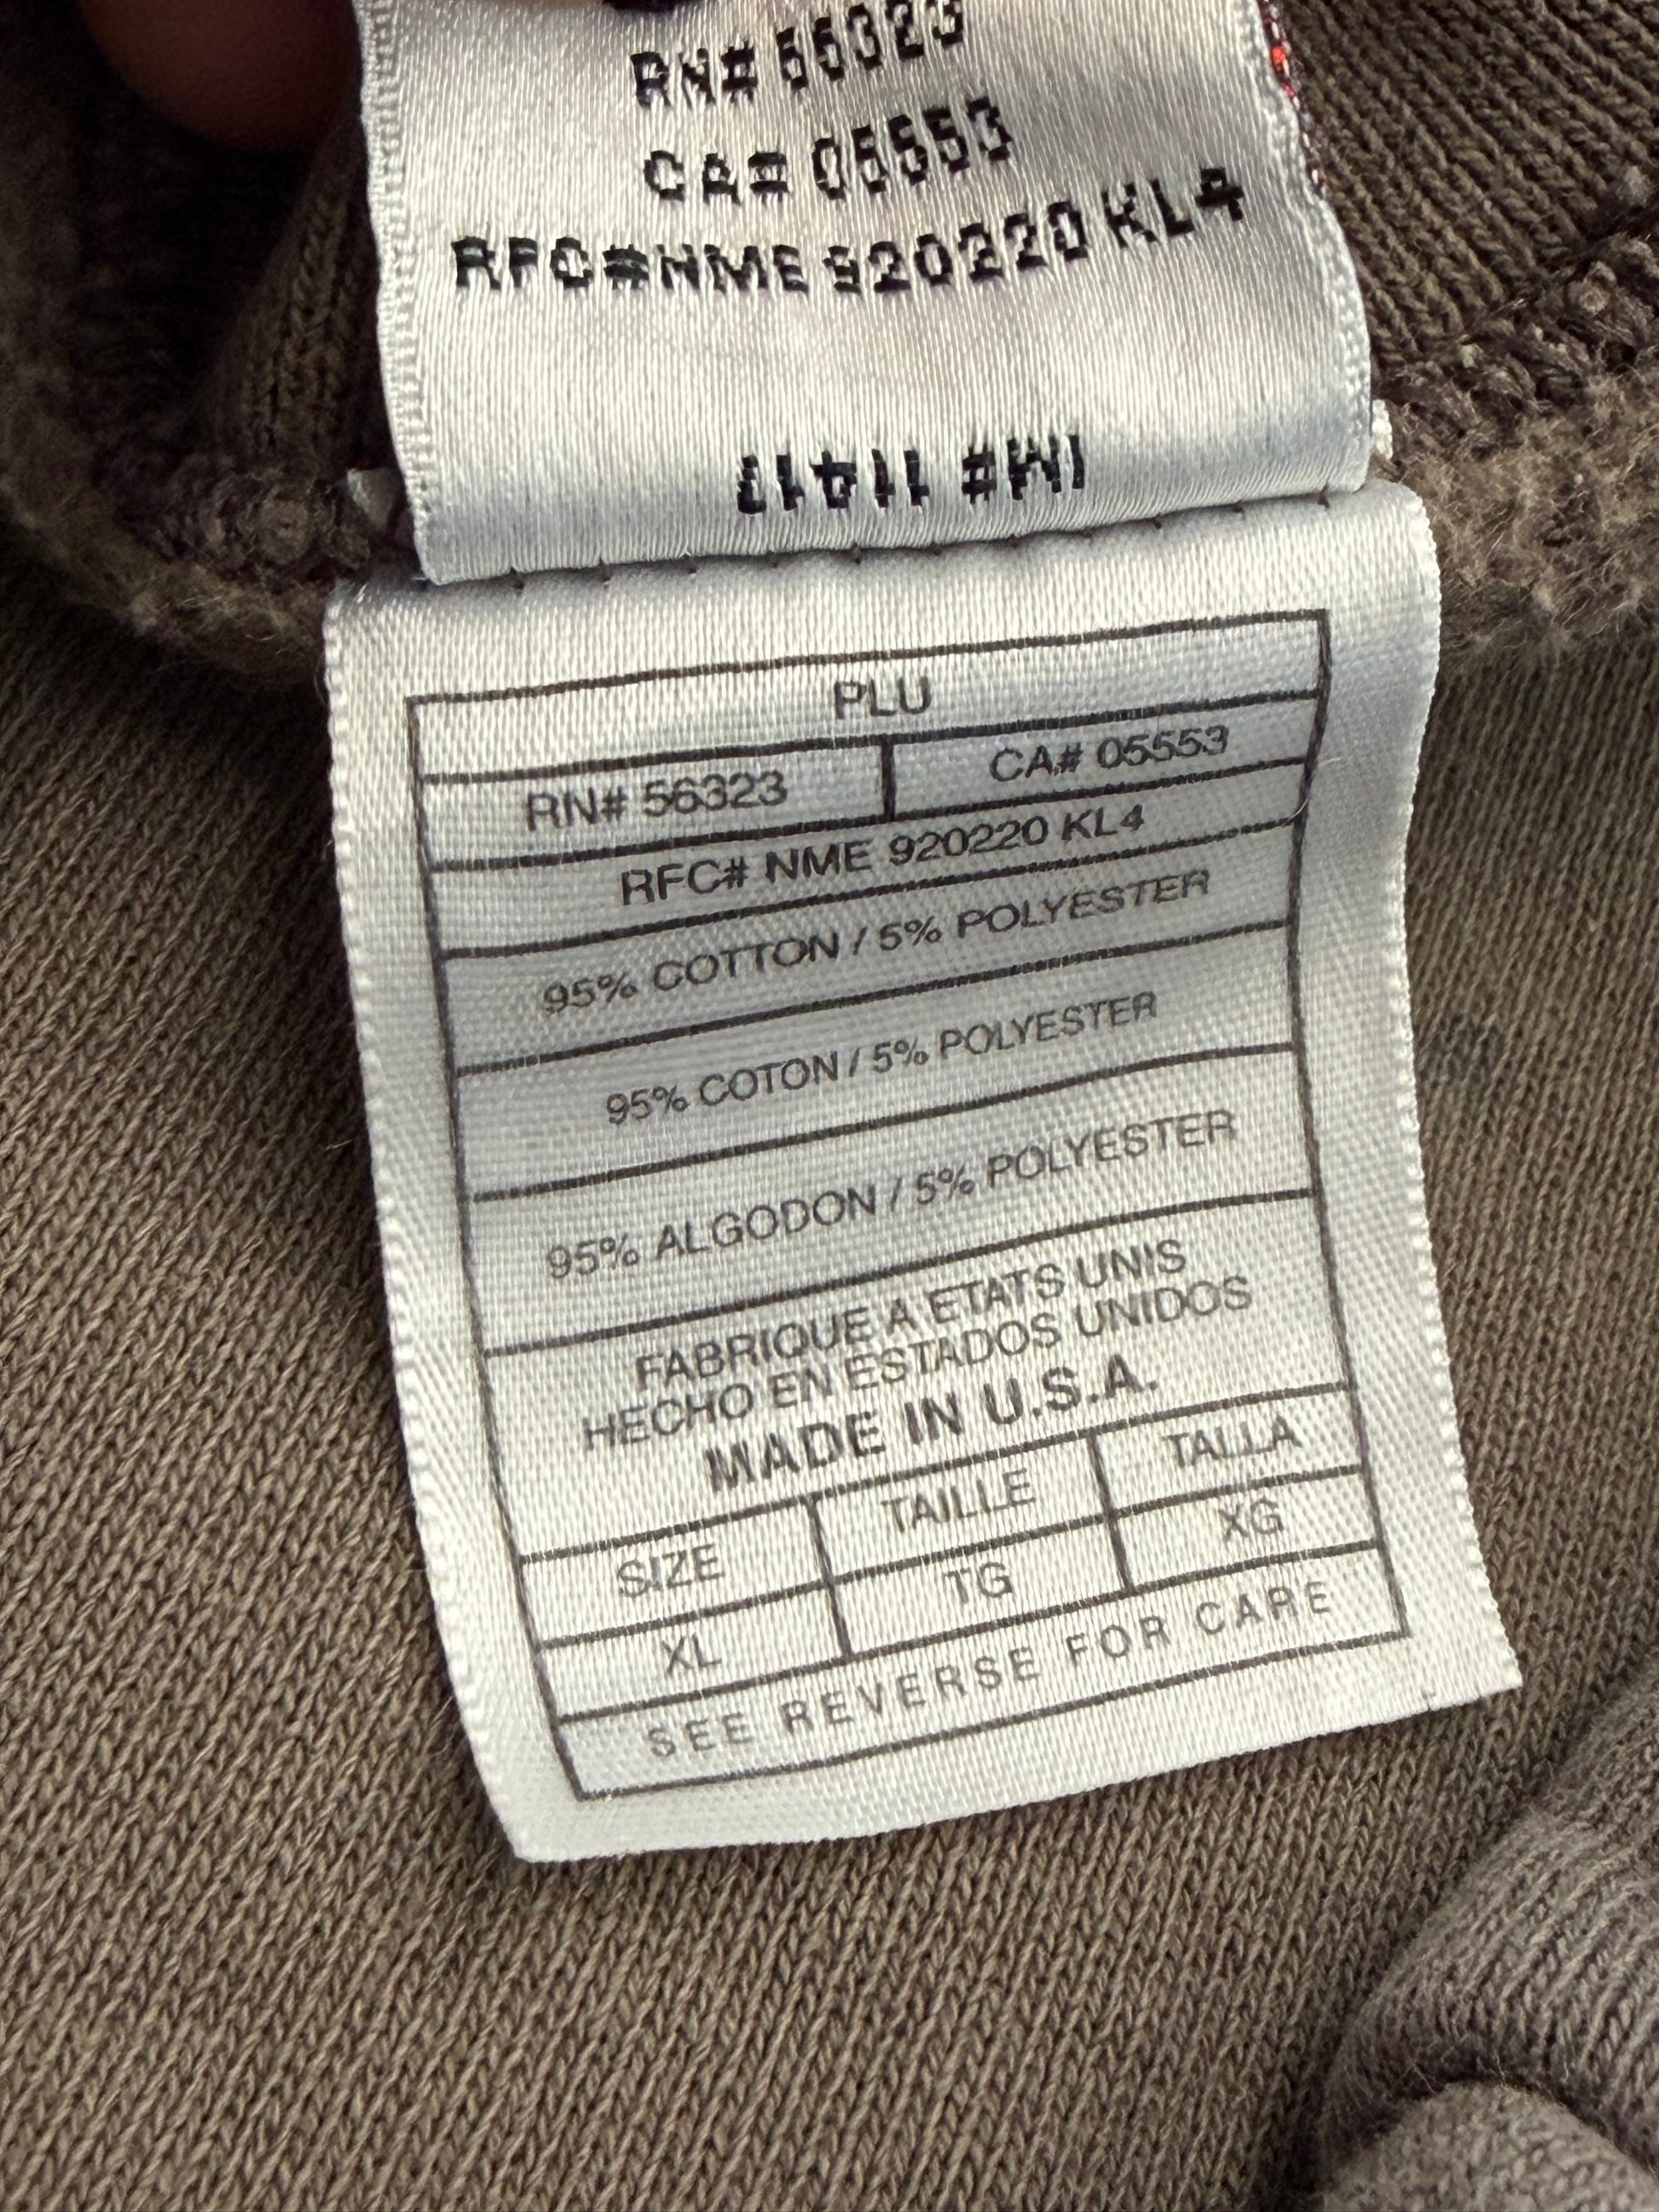 RN# 56323
CA# 05553
RFC#NME 920220 KL4
IM# 11417
PLU
RN# 56323 CA# 05553
RFC# NME 920220 KL4
95% COTTON / 5% POLYESTER
95% COTON / 5% POLYESTER
95% ALGODON / 5% POLYESTER
FABRIQUE A ETATS UNIS
HECHO EN ESTADOS UNIDOS
MADE IN U.S.A.
SIZE TAILLE TALLA
XL TG XG
SEE REVERSE FOR CARE